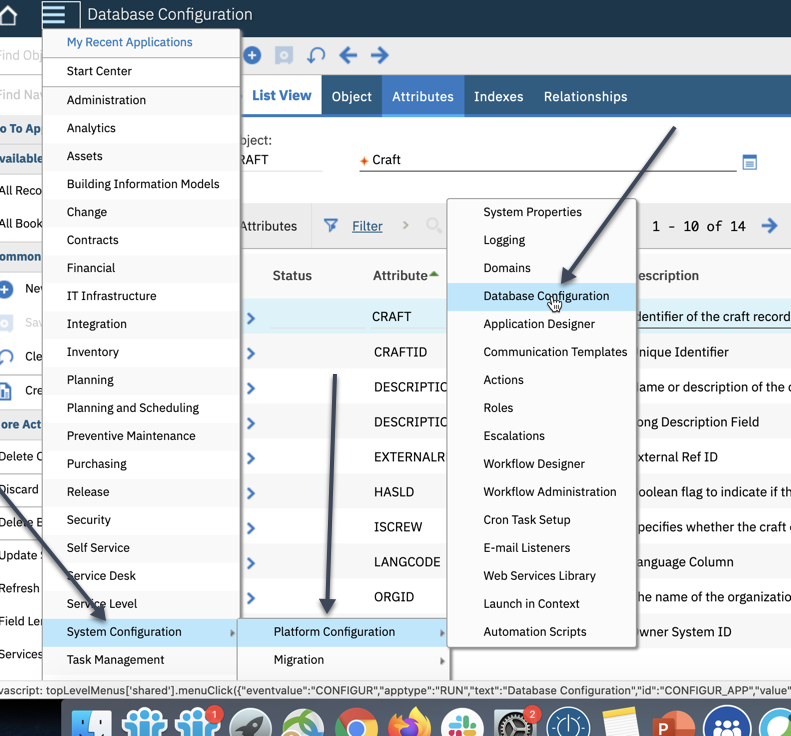 Database Configuration
My Recent Applications
Start Center
Administration
Analytics
Assets
Building Information Models
Change
Contracts
Financial
IT Infrastructure
Integration
Inventory
Planning
Planning and Scheduling
Preventive Maintenance
Purchasing
Release
Security
Self Service
Service Desk
Service Level
System Configuration
Task Management
Platform Configuration
Migration
System Properties
Logging
Domains
Database Configuration
Application Designer
Communication Templates
Actions
Roles
Escalations
Workflow Designer
Workflow Administration
Cron Task Setup
E-mail Listeners
Web Services Library
Launch in Context
Automation Scripts
Find Obj
Find Nav
o To Ap
vailable
All Reco
All Book
ommon
Ne
Sav
Cle
Cre
ore Act
Delete C
Discard
Delete B
Update S
Refresh
Field Ler
Services
List View Object Attributes Indexes Relationships
bject:
RAFT Craft
Attributes Filter 1 - 10 of 14
Status Attribute escription
CRAFT dentifier of the craft record
CRAFTID nique Identifier
DESCRIPTIC ame or description of the c
DESCRIPTIC ong Description Field
EXTERNALR xternal Ref ID
HASLD oolean flag to indicate if th
ISCREW pecifies whether the craft
LANGCODE anguage Column
ORGID he name of the organizatio
wner System ID
vascript: topLevelMenus['shared'].menuClick({"eventvalue":"CONFIGUR","apptype":"RUN","text":"Database Configuration","id":"CONFIGUR_APP","value"
1
2
P